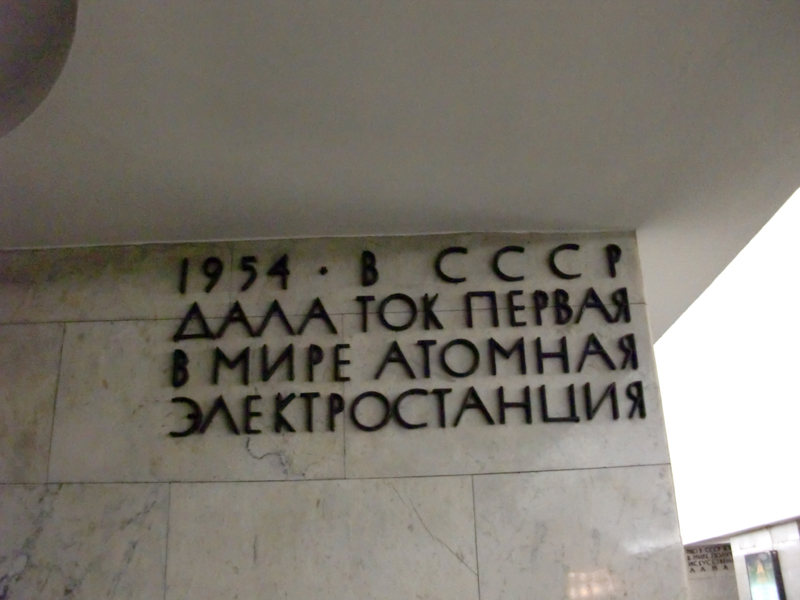 1954 · В СССР
ДАЛА ТОК ПЕРВАЯ
В МИРЕ АТОМНАЯ
ЭЛЕКТРОСТАНЦИЯ